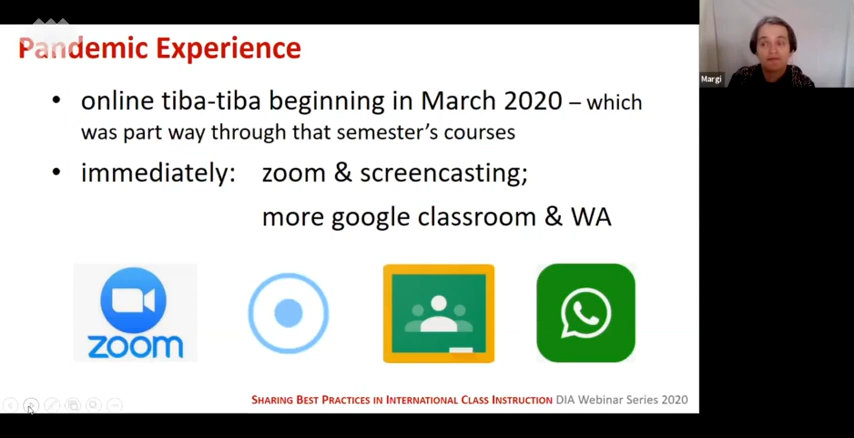 Pandemic Experience
• online tiba-tiba beginning in March 2020 – which
was part way through that semester's courses
• immediately: zoom & screencasting;
more google classroom & WA
zoom
SHARING BEST PRACTICES IN INTERNATIONAL CLASS INSTRUCTION DIA Webinar Series 2020
Margi